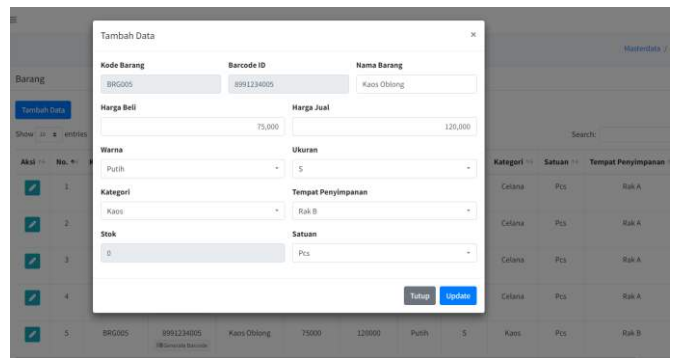 Tambah Data ×
Kode Barang Barcode ID Nama Barang
BRG005 8991234005 Kaos Oblong
Harga Beli Harga Jual
75,000 120,000
Warna Ukuran
Putih S
Kategori Tempat Penyimpanan
Kaos Rak B
Stok Satuan
0 Pcs
Tutup Update
Masterdata /
Barang
Tambah Data
Show entries Search:
Aksi No. Kategori Satuan Tempat Penyimpanan
1 Celana Pcs Rak A
2 Celana Pcs Rak A
3 Celana Pcs Rak A
4 Celana Pcs Rak A
5 BRG005 8991234005 Kaos Oblong 75000 120000 Putih S Kaos Pcs Rak B
Generate Barcode